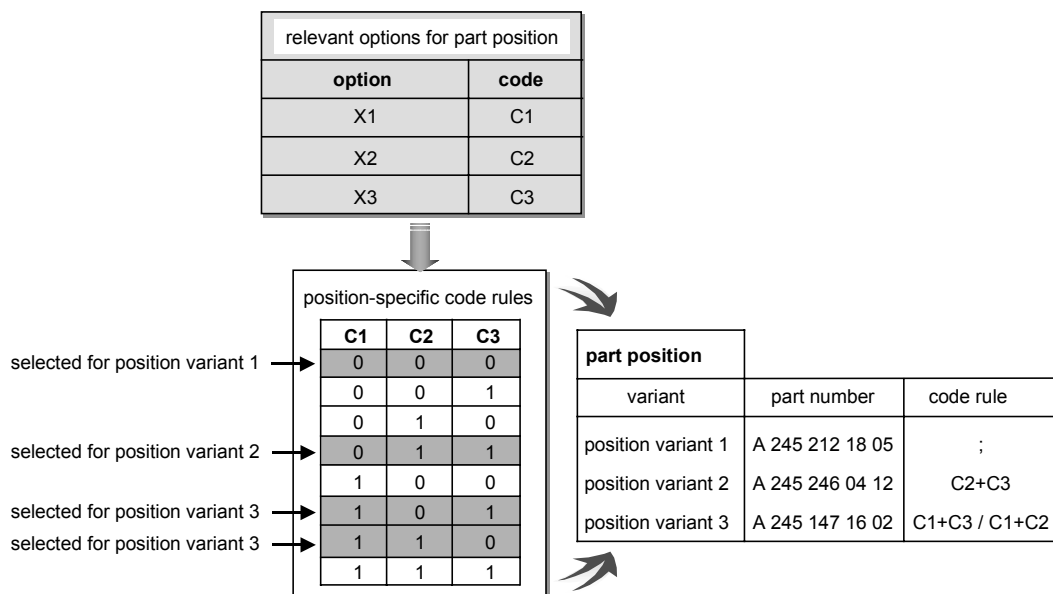 relevant options for part position
option code
X1 C1
X2 C2
X3 C3
position-specific code rules
C1 C2 C3
selected for position variant 1 0 0 0
0 0 1
0 1 0
selected for position variant 2 0 1 1
1 0 0
selected for position variant 3 1 0 1
selected for position variant 3 1 1 0
1 1 1
part position
variant part number code rule
position variant 1 A 245 212 18 05 ;
position variant 2 A 245 246 04 12 C2+C3
position variant 3 A 245 147 16 02 C1+C3 / C1+C2